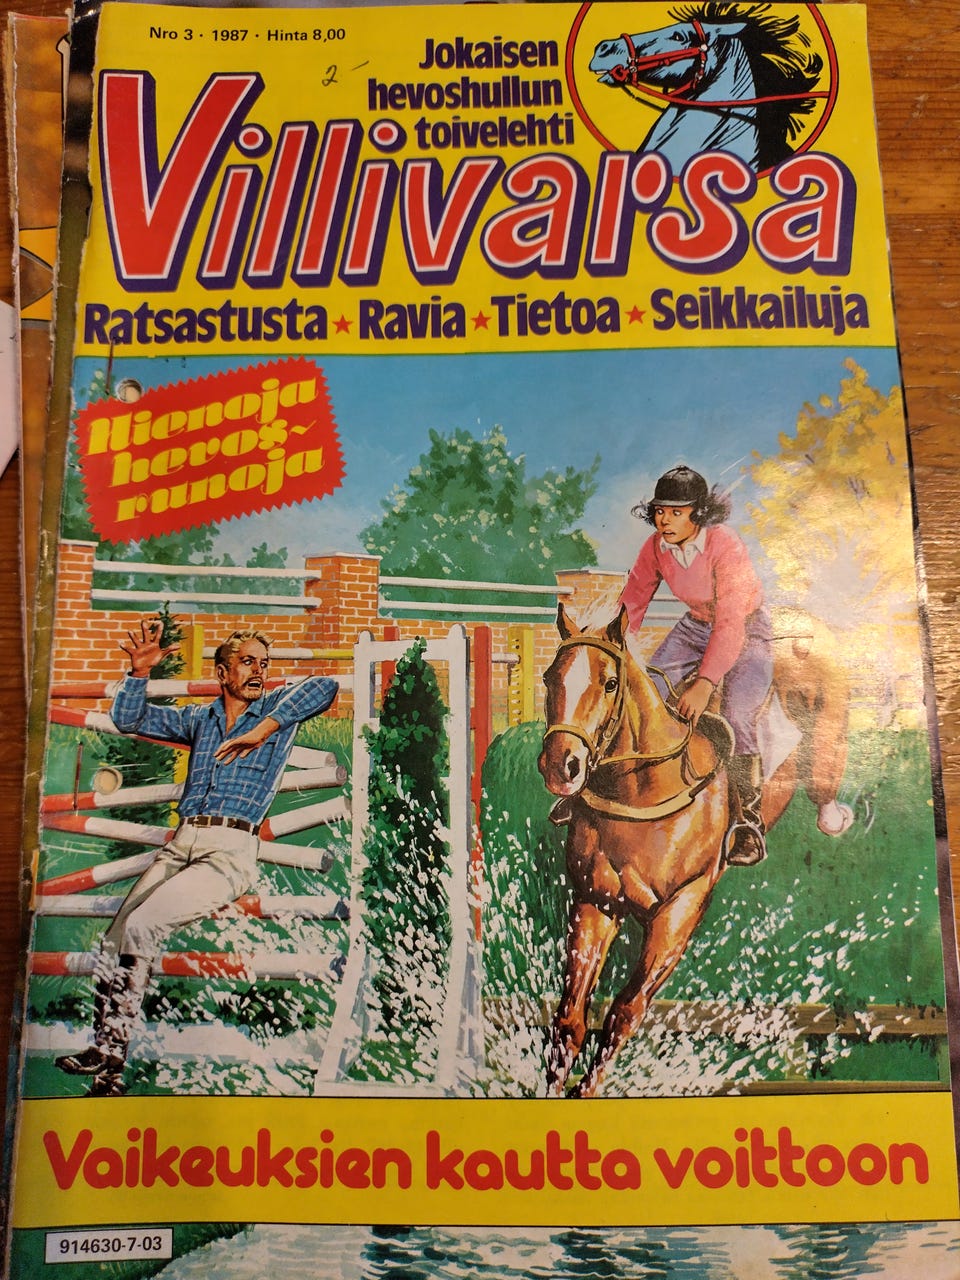 Nro 3 · 1987 · Hinta 8,00
2-
Jokaisen
hevoshullun
toivelehti
Villivarsa
Ratsastusta ★ Ravia ★ Tietoa ★ Seikkailuja
Hienoja
hevos-
runoja
Vaikeuksien kautta voittoon
914630-7-03